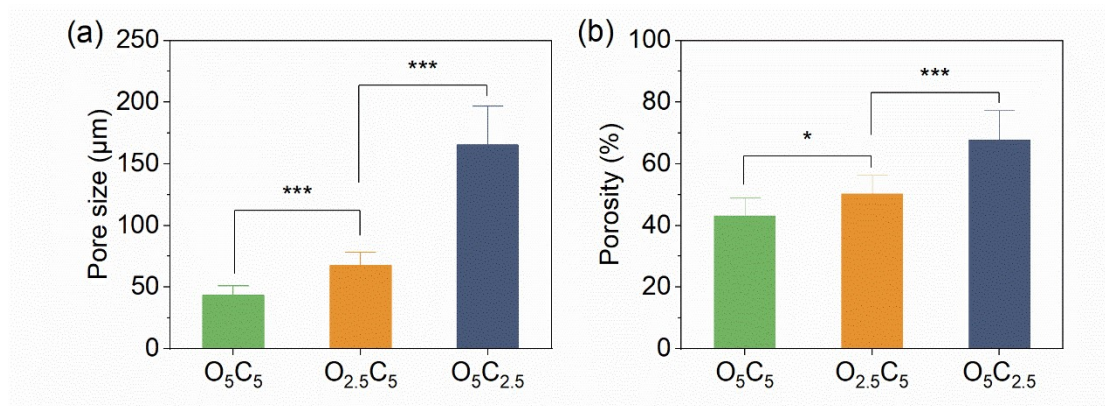 (a)
250
200
150
100
50
0
Pore size (μm)
***
***
O₅C₅ O₂.₅C₅ O₅C₂.₅
(b)
100
80
60
40
20
0
Porosity (%)
*
***
O₅C₅ O₂.₅C₅ O₅C₂.₅